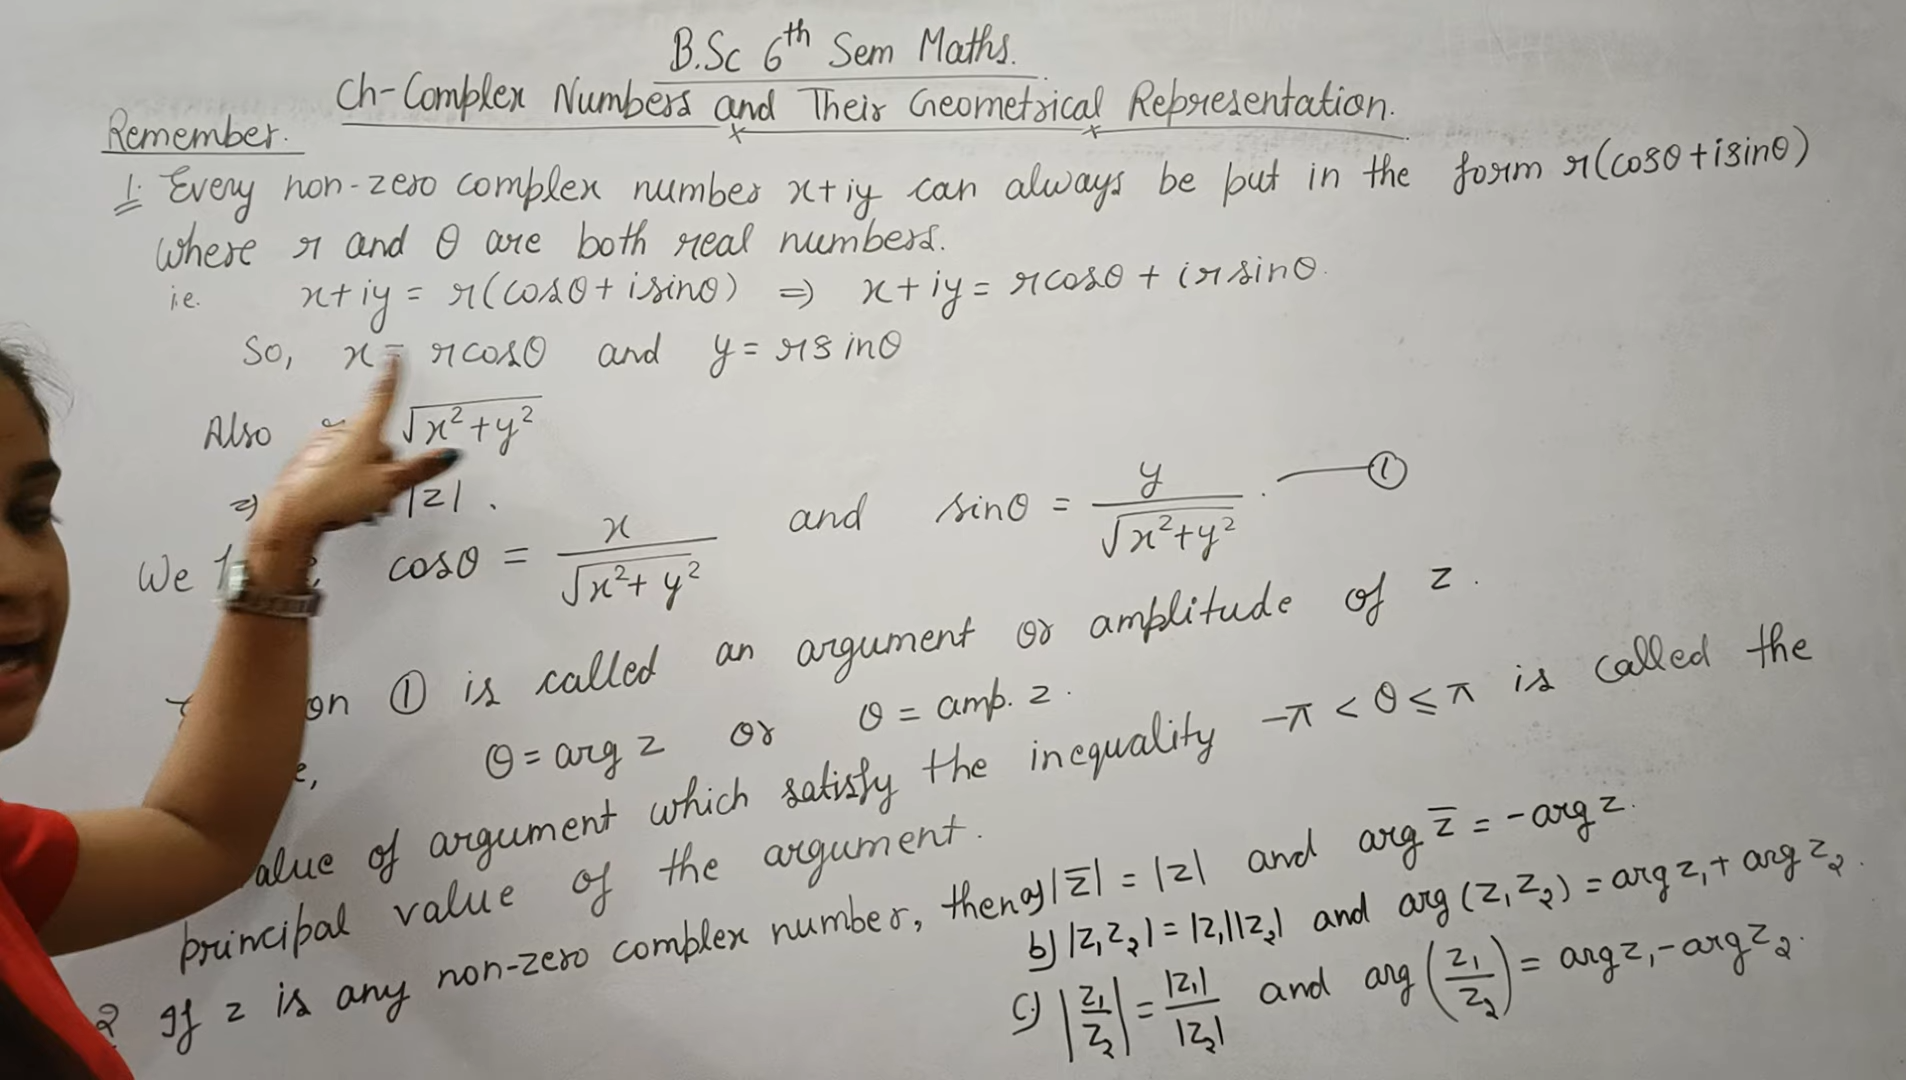 B.Sc 6th Sem Maths.
Ch-Complex Numbers and Their Geometrical Representation.
Remember.
1. Every non-zero complex number x+iy can always be put in the form r(cosθ+isinθ)
where r and θ are both real numbers.
i.e. x+iy = r(cosθ+isinθ) ⇒ x+iy = rcosθ + irsinθ.
So, x = rcosθ and y = rsinθ
Also √x²+y²
⇒ |z|.
We cosθ = x/√x²+y² and sinθ = y/√x²+y². —①
on ① is called an argument or amplitude of z.
θ = arg z or θ = amp. z.
alue of argument which satisfy the inequality -π < θ ≤ π is called the
principal value of the argument.
2 If z is any non-zero complex number, then a) |z̅| = |z| and arg z̅ = -arg z.
b) |z₁z₂| = |z₁||z₂| and arg (z₁z₂) = arg z₁ + arg z₂.
c) |z₁/z₂| = |z₁|/|z₂| and arg (z₁/z₂) = arg z₁ - arg z₂.